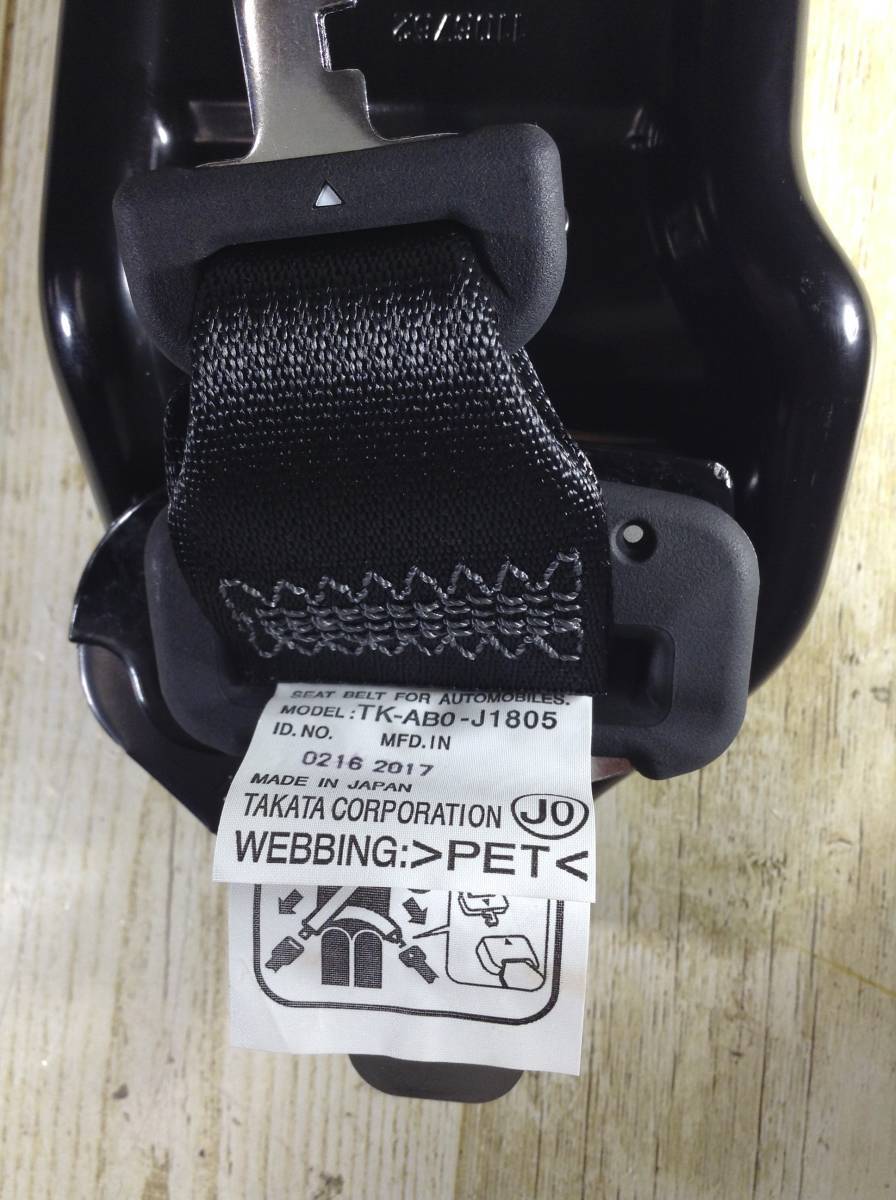 SEAT BELT FOR AUTOMOBILES.
MODEL:TK-AB0-J1805
ID.NO. MFD.IN
0216 2017
MADE IN JAPAN
TAKATA CORPORATION JO
WEBBING:>PET<